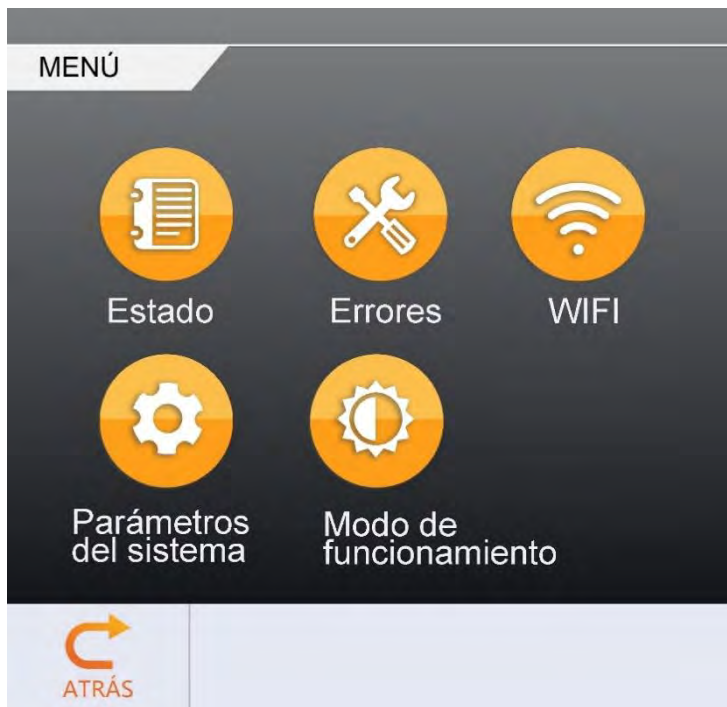 MENÚ
Estado
Errores
WIFI
Parámetros
del sistema
Modo de
funcionamiento
ATRÁS